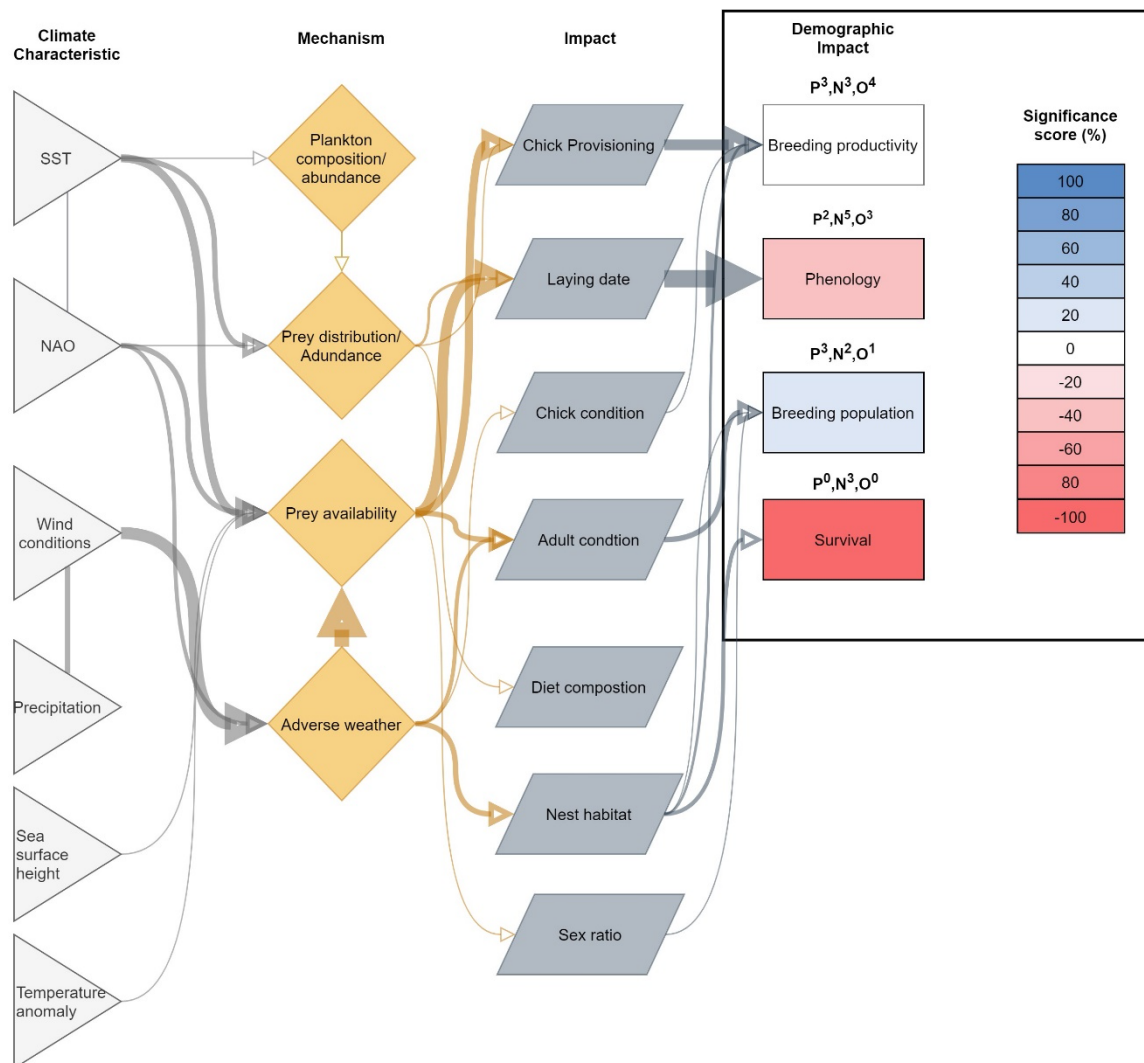 Climate
Characteristic
Mechanism
Impact
Demographic
Impact
SST
NAO
Wind
conditions
Precipitation
Sea
surface
height
Temperature
anomaly
Plankton
composition/
abundance
Prey distribution/
Adundance
Prey availability
Adverse weather
Chick Provisioning
Laying date
Chick condition
Adult condtion
Diet compostion
Nest habitat
Sex ratio
P³,N³,O⁴
Breeding productivity
P²,N⁵,O³
Phenology
P³,N²,O¹
Breeding population
P⁰,N³,O⁰
Survival
Significance
score (%)
100
80
60
40
20
0
-20
-40
-60
80
-100